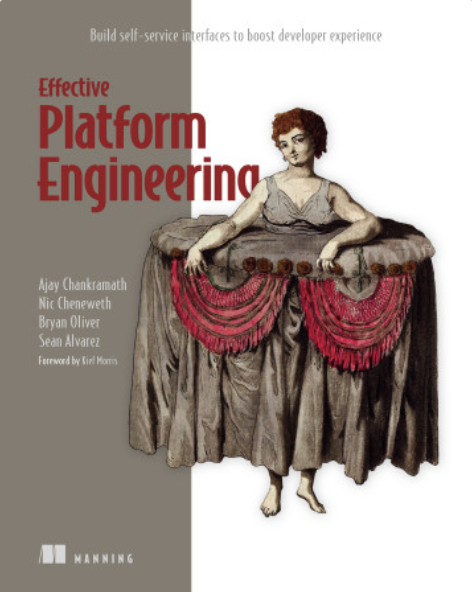 Build self-service interfaces to boost developer experience
Effective
Platform
Engineering
Ajay Chankramath
Nic Cheneweth
Bryan Oliver
Sean Alvarez
Foreword by Kief Morris
MANNING